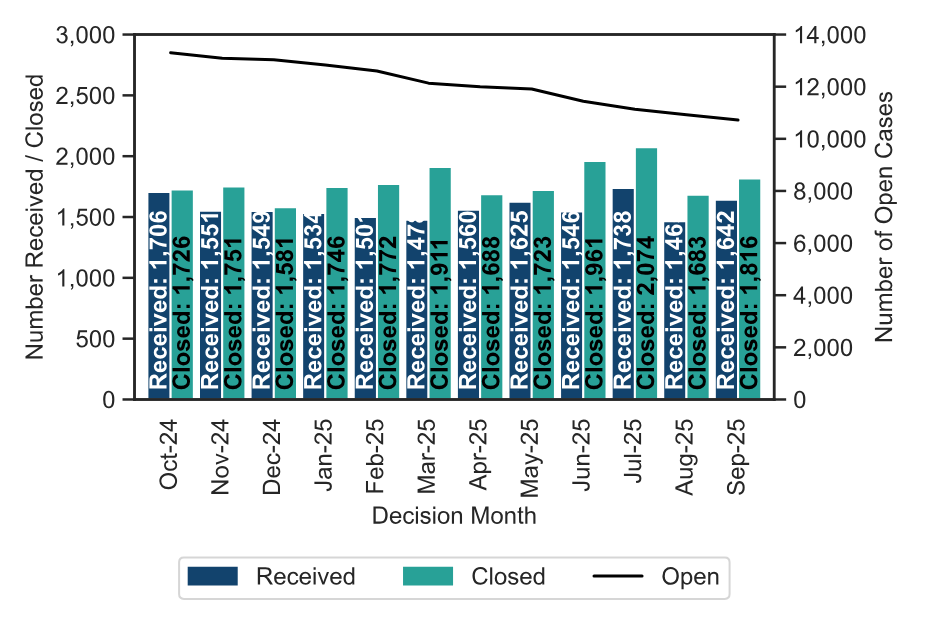 3,000
2,500
2,000
1,500
1,000
500
0
Number Received / Closed
14,000
12,000
10,000
8,000
6,000
4,000
2,000
0
Number of Open Cases
Received: 1,706
Closed: 1,726
Received: 1,551
Closed: 1,751
Received: 1,549
Closed: 1,581
Received: 1,534
Closed: 1,746
Received: 1,501
Closed: 1,772
Received:
Closed: 1,911
Received: 1,560
Closed: 1,688
Received: 1,625
Closed: 1,723
Received: 1,546
Closed: 1,961
Received: 1,738
Closed: 2,074
Received:
Closed: 1,683
Received: 1,642
Closed: 1,816
Oct-24
Nov-24
Dec-24
Jan-25
Feb-25
Mar-25
Apr-25
May-25
Jun-25
Jul-25
Aug-25
Sep-25
Decision Month
Received
Closed
Open